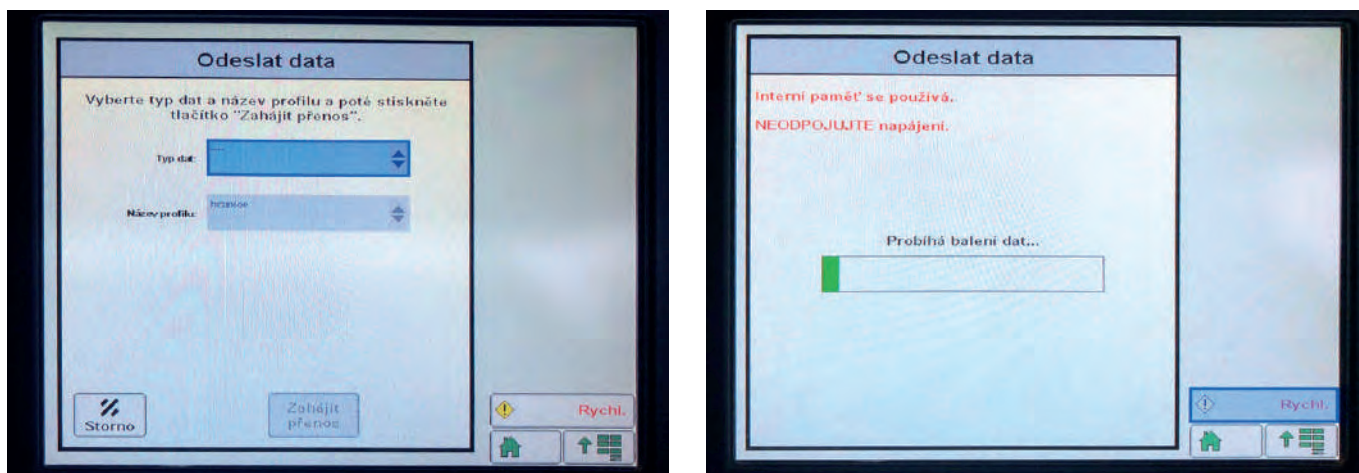 Odeslat data
Vyberte typ dat a název profilu a poté stiskněte
tlačítko "Zahájit přenos".
Typ dat:
---
Název profilu:
Storno
Zahájit
přenos
Rychl.
Odeslat data
Interní paměť se používá.
NEODPOJUJTE napájení.
Probíhá balení dat...
Rychl.